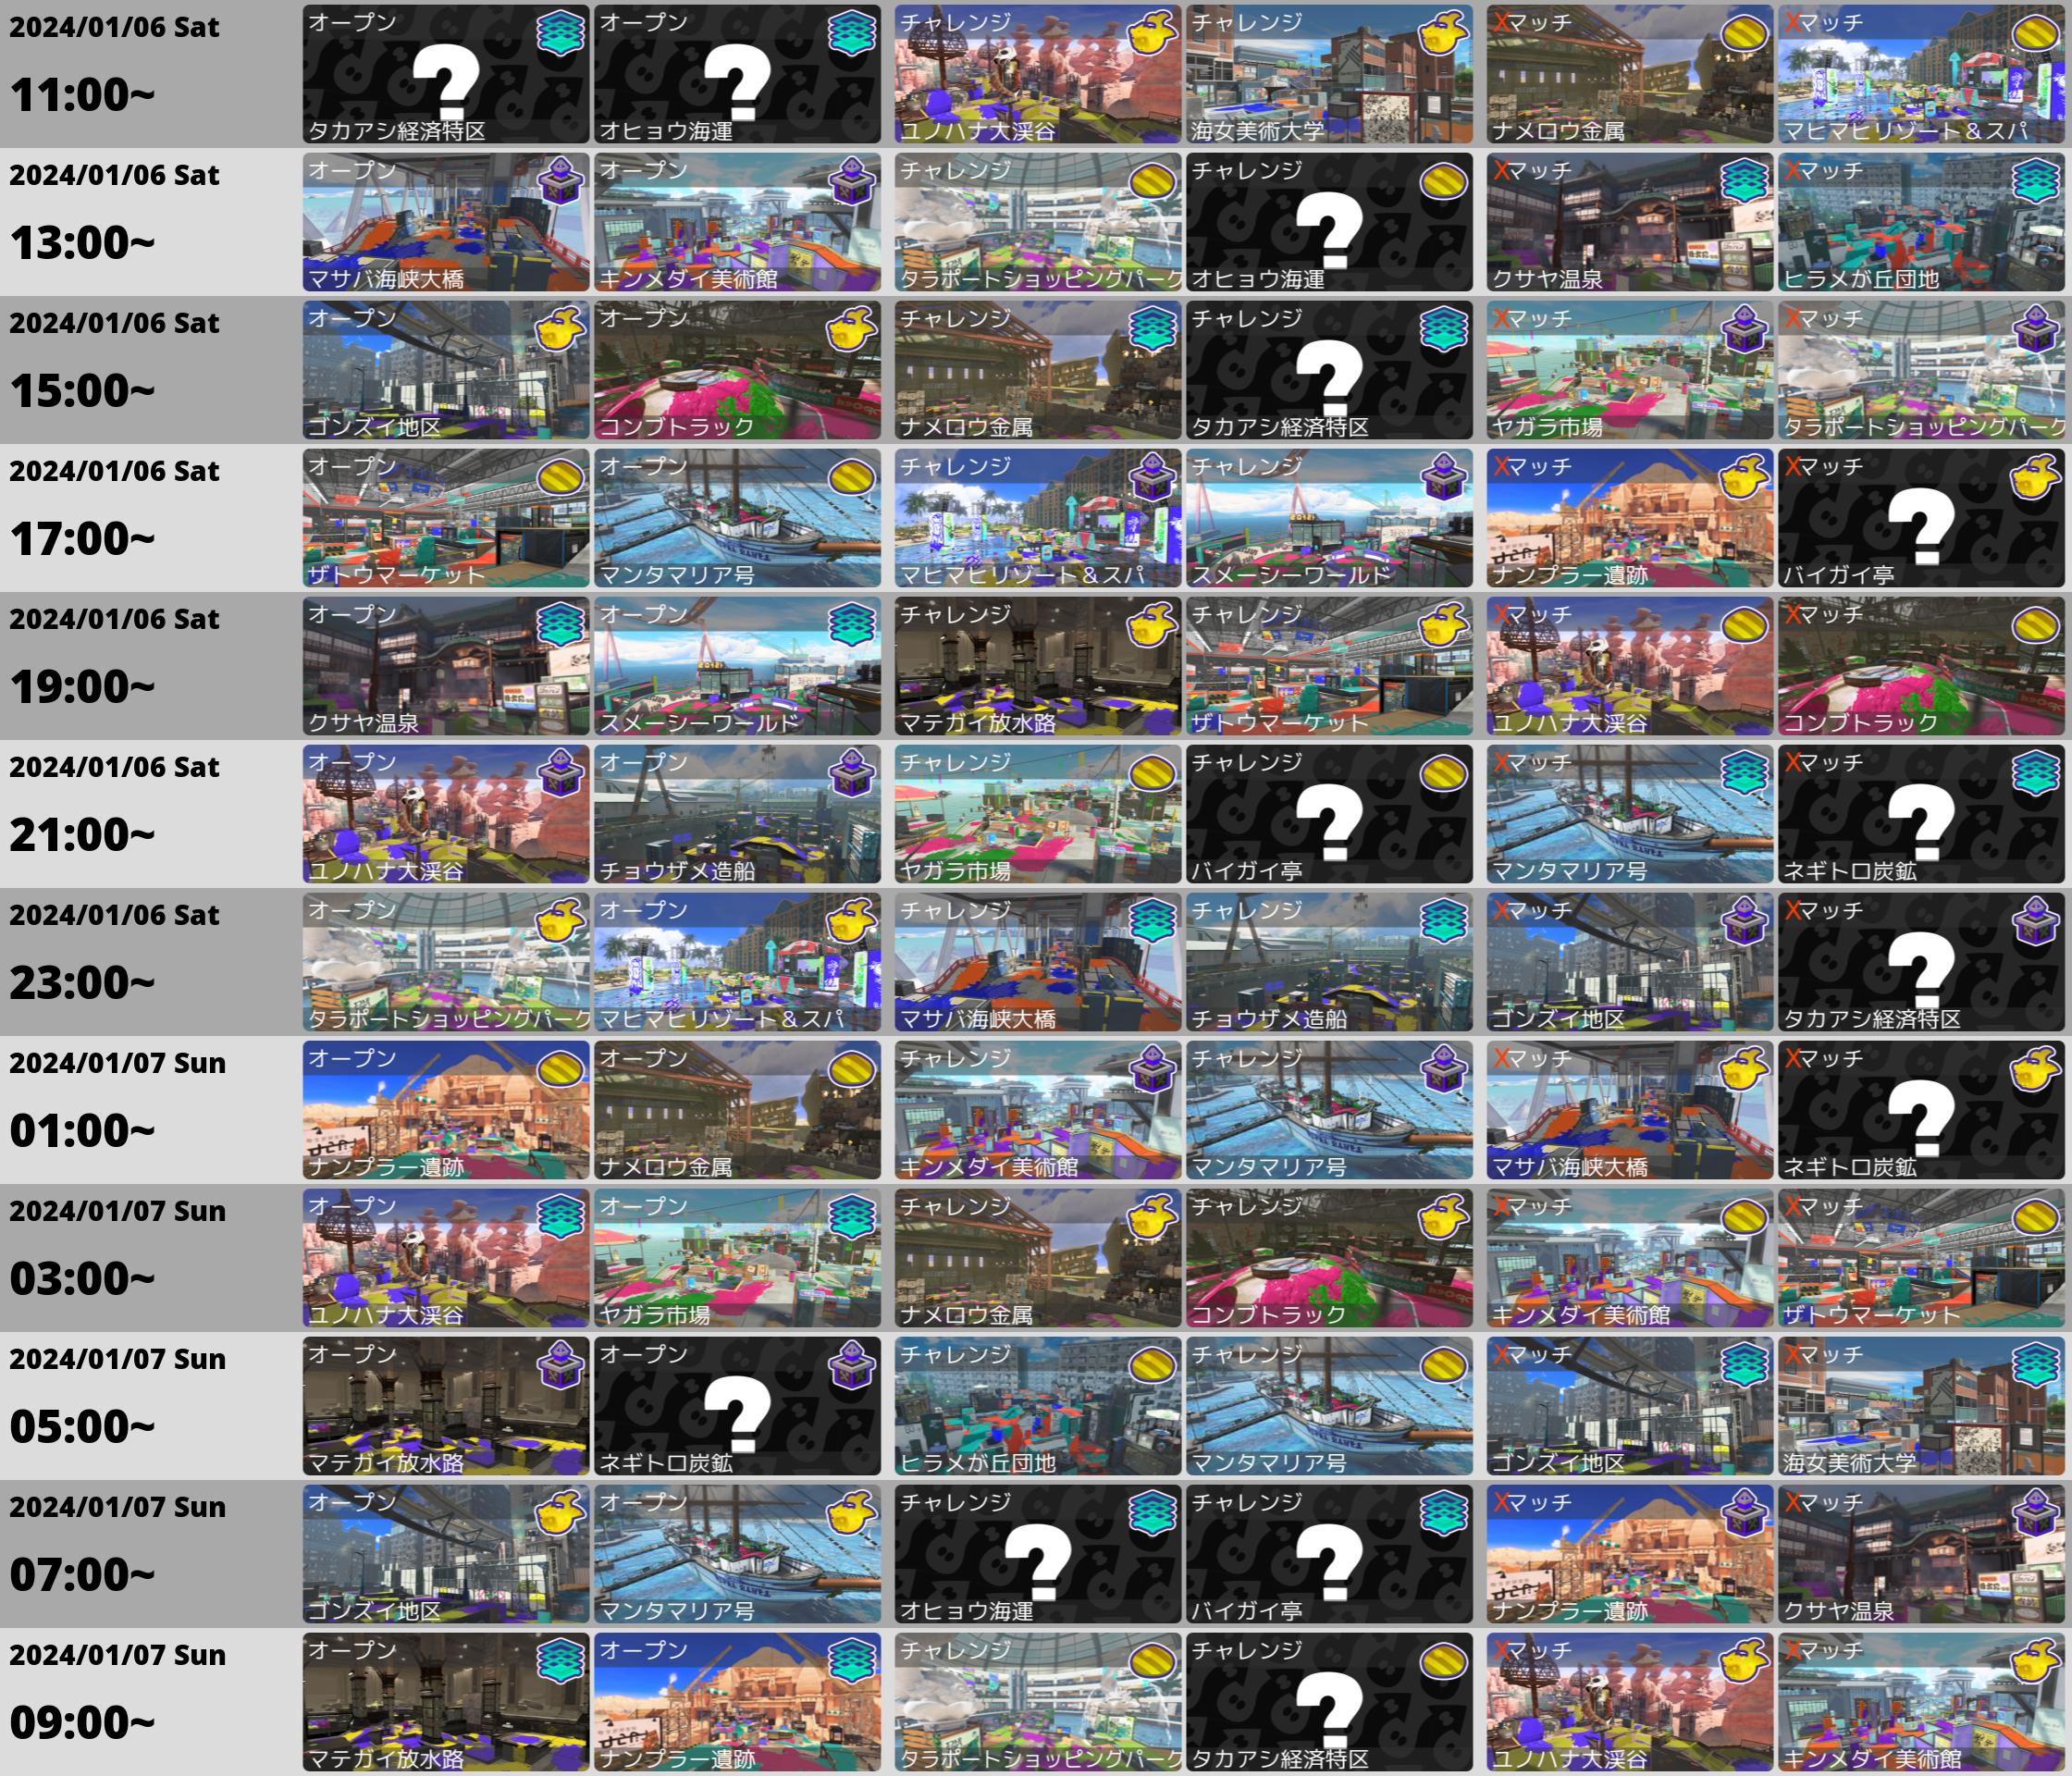 2024/01/06 Sat
11:00~
オープン オープン チャレンジ チャレンジ Xマッチ Xマッチ
タカアシ経済特区 オヒョウ海運 ユノハナ大渓谷 海女美術大学 ナメロウ金属 マヒマヒリゾート&スパ
2024/01/06 Sat
13:00~
オープン オープン チャレンジ チャレンジ Xマッチ Xマッチ
マサバ海峡大橋 キンメダイ美術館 タラポートショッピングパーク オヒョウ海運 クサヤ温泉 ヒラメが丘団地
2024/01/06 Sat
15:00~
オープン オープン チャレンジ チャレンジ Xマッチ Xマッチ
ゴンズイ地区 コンブトラック ナメロウ金属 タカアシ経済特区 ヤガラ市場 タラポートショッピングパーク
2024/01/06 Sat
17:00~
オープン オープン チャレンジ チャレンジ Xマッチ Xマッチ
ザトウマーケット マンタマリア号 マヒマヒリゾート&スパ スメーシーワールド ナンプラー遺跡 バイガイ亭
2024/01/06 Sat
19:00~
オープン オープン チャレンジ チャレンジ Xマッチ Xマッチ
クサヤ温泉 スメーシーワールド マテガイ放水路 ザトウマーケット ユノハナ大渓谷 コンブトラック
2024/01/06 Sat
21:00~
オープン オープン チャレンジ チャレンジ Xマッチ Xマッチ
ユノハナ大渓谷 チョウザメ造船 ヤガラ市場 バイガイ亭 マンタマリア号 ネギトロ炭鉱
2024/01/06 Sat
23:00~
オープン オープン チャレンジ チャレンジ Xマッチ Xマッチ
タラポートショッピングパーク マヒマヒリゾート&スパ マサバ海峡大橋 チョウザメ造船 ゴンズイ地区 タカアシ経済特区
2024/01/07 Sun
01:00~
オープン オープン チャレンジ チャレンジ Xマッチ Xマッチ
ナンプラー遺跡 ナメロウ金属 キンメダイ美術館 マンタマリア号 マサバ海峡大橋 ネギトロ炭鉱
2024/01/07 Sun
03:00~
オープン オープン チャレンジ チャレンジ Xマッチ Xマッチ
ユノハナ大渓谷 ヤガラ市場 ナメロウ金属 コンブトラック キンメダイ美術館 ザトウマーケット
2024/01/07 Sun
05:00~
オープン オープン チャレンジ チャレンジ Xマッチ Xマッチ
マテガイ放水路 ネギトロ炭鉱 ヒラメが丘団地 マンタマリア号 ゴンズイ地区 海女美術大学
2024/01/07 Sun
07:00~
オープン オープン チャレンジ チャレンジ Xマッチ Xマッチ
ゴンズイ地区 マンタマリア号 オヒョウ海運 バイガイ亭 ナンプラー遺跡 クサヤ温泉
2024/01/07 Sun
09:00~
オープン オープン チャレンジ チャレンジ Xマッチ Xマッチ
マテガイ放水路 ナンプラー遺跡 タラポートショッピングパーク タカアシ経済特区 ユノハナ大渓谷 キンメダイ美術館